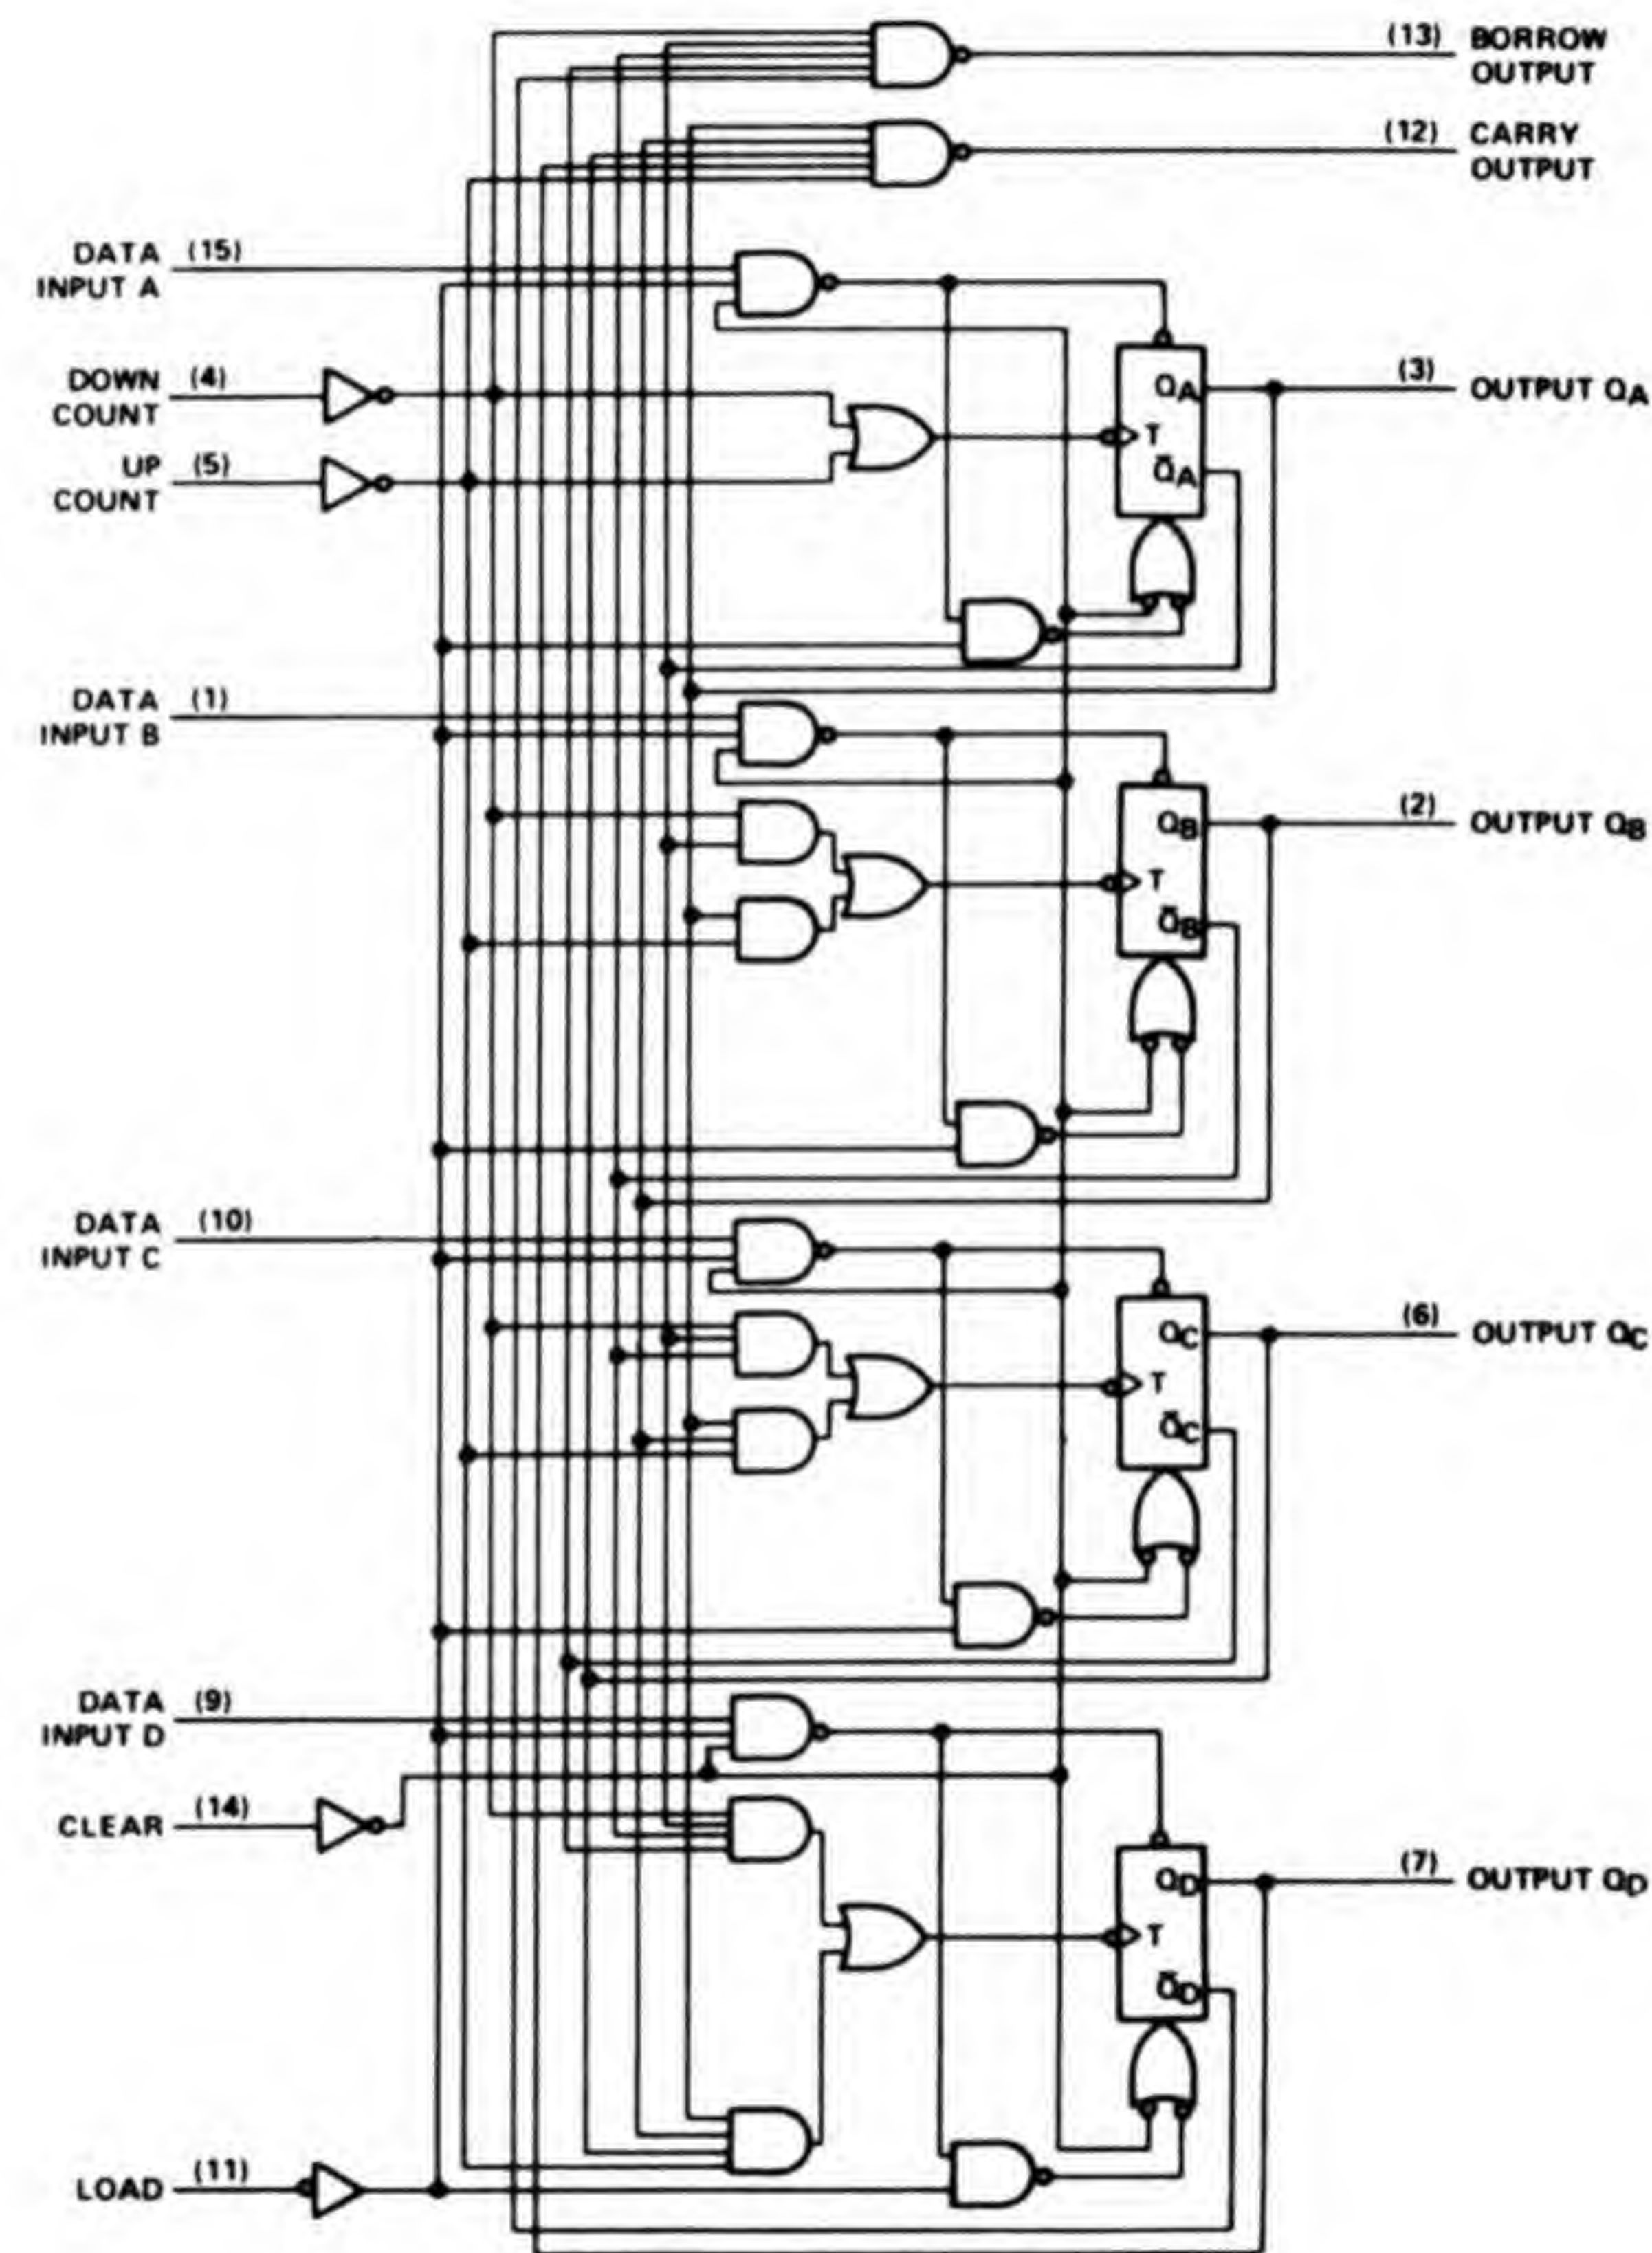 (13) BORROW
OUTPUT
(12) CARRY
OUTPUT
DATA (15)
INPUT A
DOWN (4)
COUNT
QA (3) OUTPUT QA
T
UP (5)
COUNT
Q̄A
DATA (1)
INPUT B
QB (2) OUTPUT QB
T
Q̄B
DATA (10)
INPUT C
QC (6) OUTPUT QC
T
Q̄C
DATA (9)
INPUT D
CLEAR (14)
QD (7) OUTPUT QD
T
Q̄D
LOAD (11)